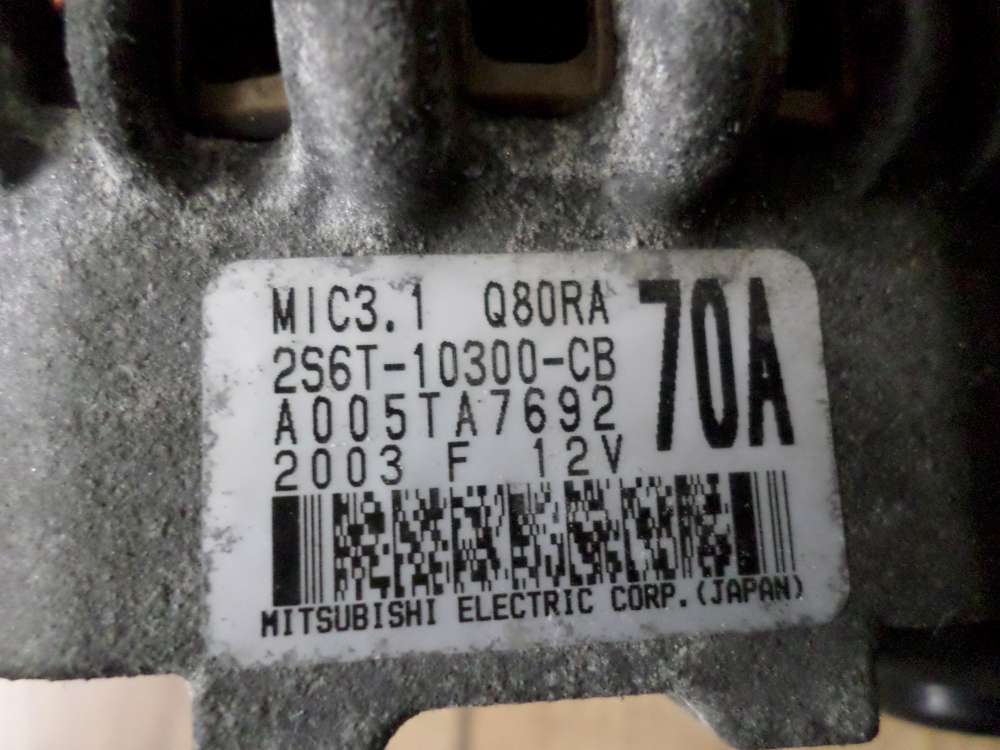 MIC3.1 Q80RA 70A
2S6T-10300-CB
A005TA7692
2003 F 12V
MITSUBISHI ELECTRIC CORP.(JAPAN)